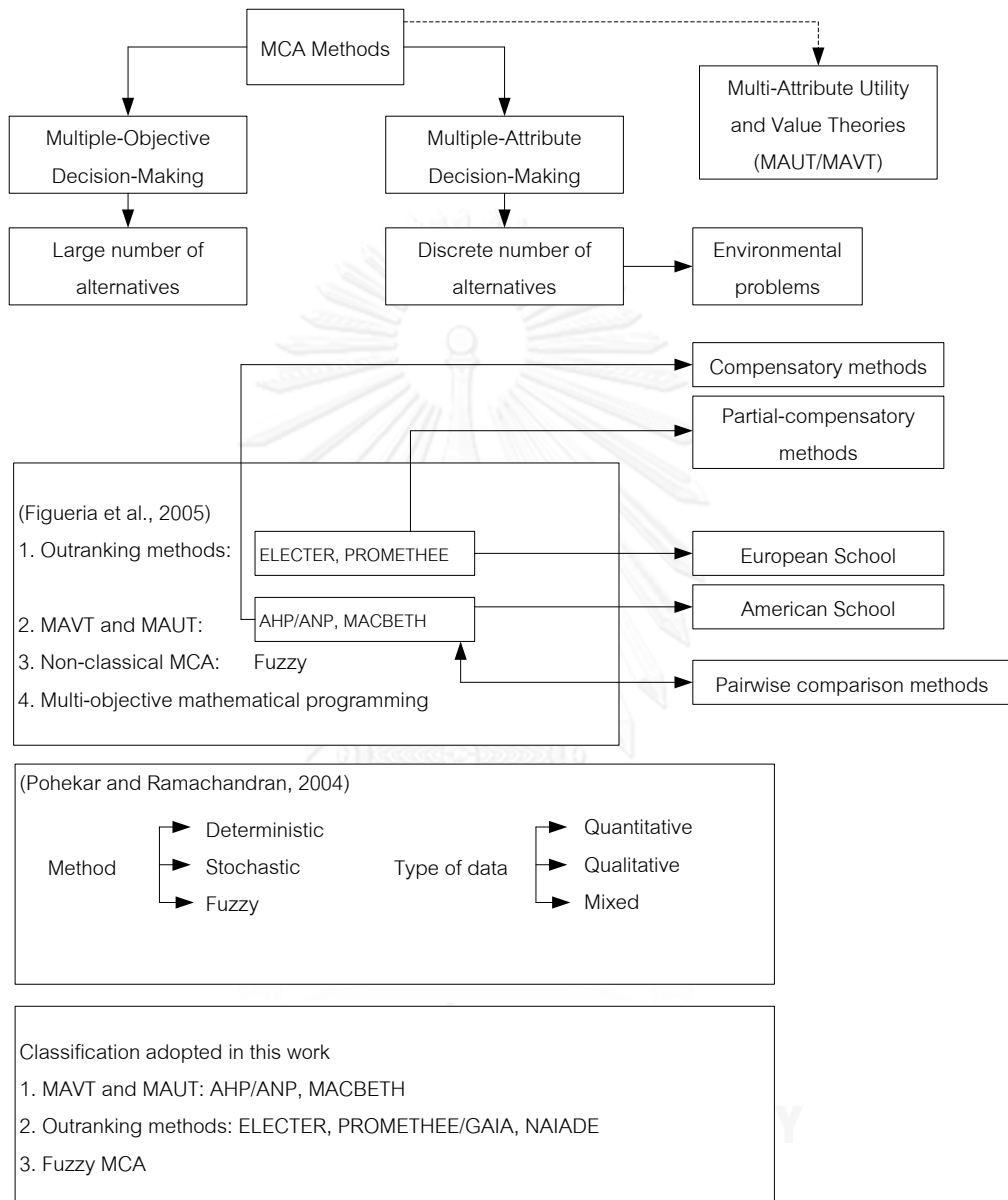 MCA Methods
Multi-Attribute Utility
and Value Theories
(MAUT/MAVT)
Multiple-Objective
Decision-Making
Multiple-Attribute
Decision-Making
Large number of
alternatives
Discrete number of
alternatives
Environmental
problems
Compensatory methods
Partial-compensatory
methods
(Figueria et al., 2005)
1. Outranking methods:
ELECTER, PROMETHEE
European School
2. MAVT and MAUT:
AHP/ANP, MACBETH
American School
3. Non-classical MCA: Fuzzy
4. Multi-objective mathematical programming
Pairwise comparison methods
(Pohekar and Ramachandran, 2004)
Method
Deterministic
Stochastic
Fuzzy
Type of data
Quantitative
Qualitative
Mixed
Classification adopted in this work
1. MAVT and MAUT: AHP/ANP, MACBETH
2. Outranking methods: ELECTER, PROMETHEE/GAIA, NAIADE
3. Fuzzy MCA